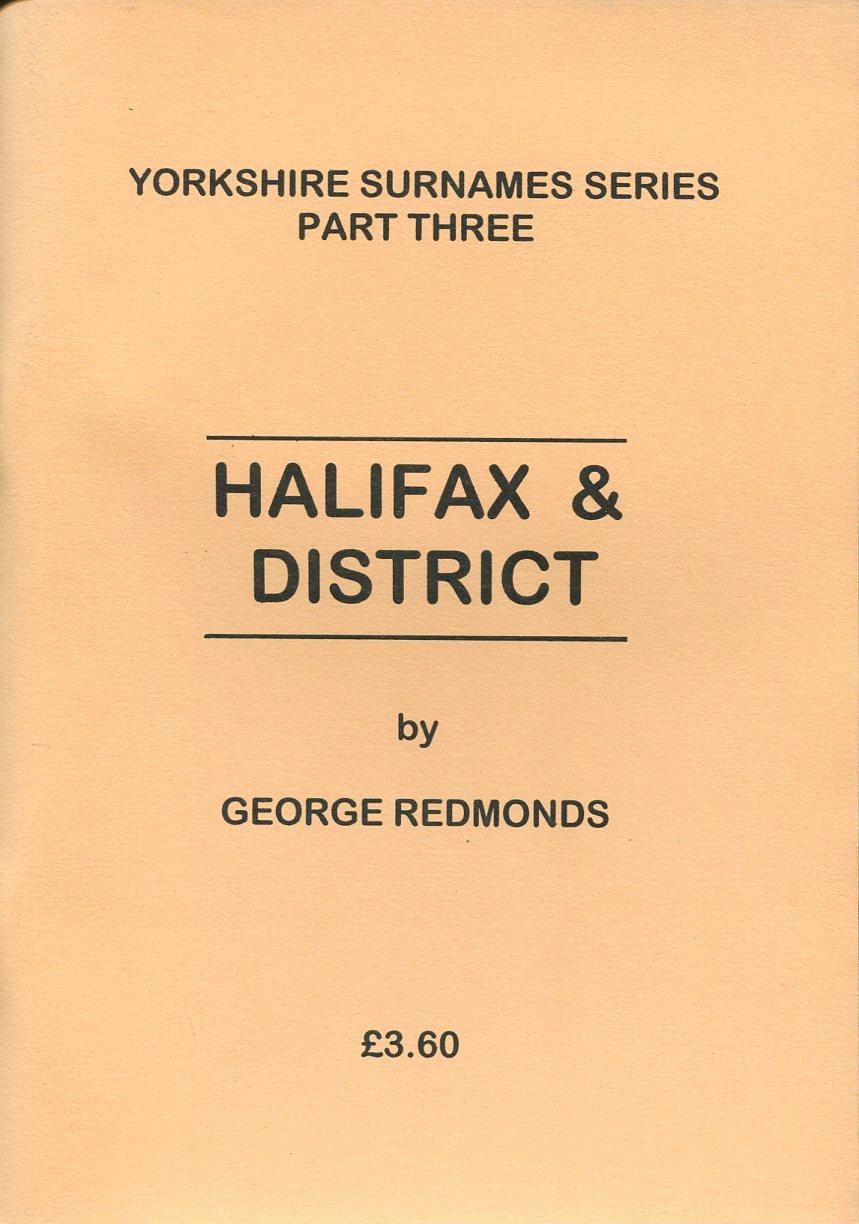 YORKSHIRE SURNAMES SERIES
PART THREE
HALIFAX &
DISTRICT
by
GEORGE REDMONDS
£3.60